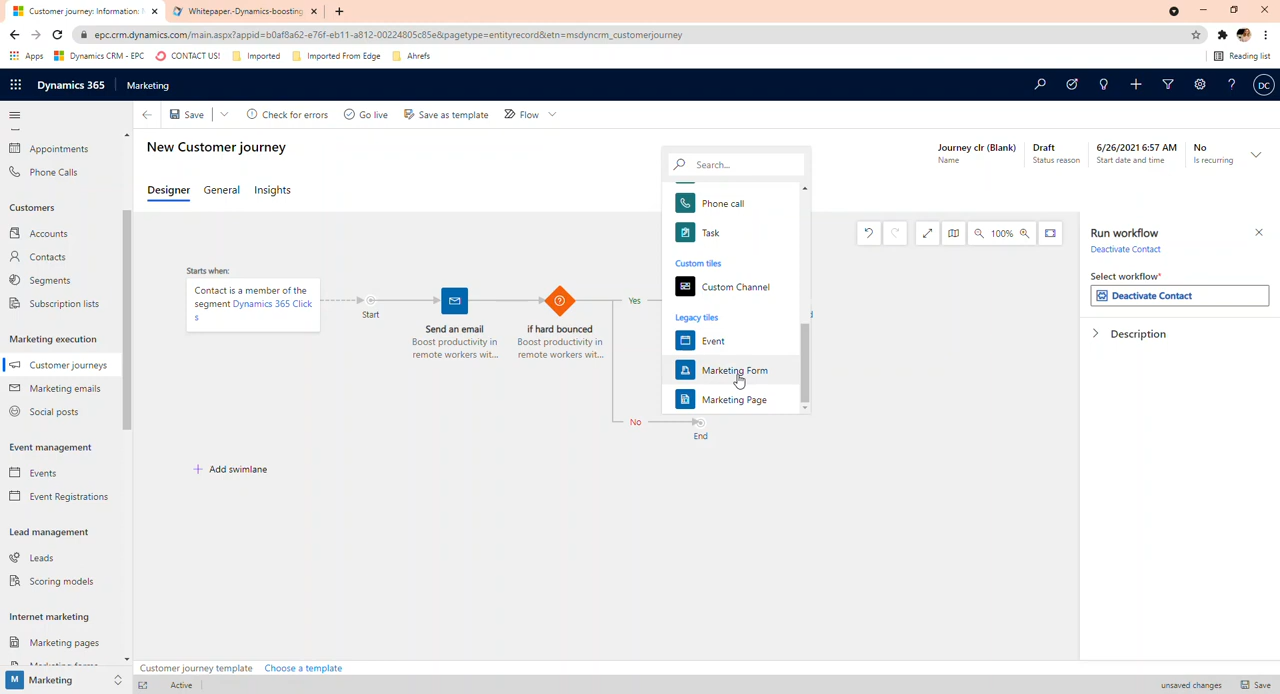 Customer journey: Information: N
Whitepaper.-Dynamics-boosting
epc.crm.dynamics.com/main.aspx?appid=b0af8a62-e76f-eb11-a812-00224805c85e&pagetype=entityrecord&etn=msdyncrm_customerjourney
Apps
Dynamics CRM - EPC
CONTACT US!
Imported
Imported From Edge
Ahrefs
Reading list
Dynamics 365
Marketing
DC
Save
Check for errors
Go live
Save as template
Flow
Appointments
Phone Calls
Customers
Accounts
Contacts
Segments
Subscription lists
Marketing execution
Customer journeys
Marketing emails
Social posts
Event management
Events
Event Registrations
Lead management
Leads
Scoring models
Internet marketing
Marketing pages
M
Marketing
New Customer journey
Journey clr (Blank)
Name
Draft
Status reason
6/26/2021 6:57 AM
Start date and time
No
Is recurring
Designer
General
Insights
Starts when:
Contact is a member of the
segment Dynamics 365 Click
s
Start
Send an email
Boost productivity in
remote workers wit...
if hard bounced
Boost productivity in
remote workers wit...
Yes
No
End
Add swimlane
Search...
Phone call
Task
Custom tiles
Custom Channel
Legacy tiles
Event
Marketing Form
Marketing Page
100%
Run workflow
Deactivate Contact
Select workflow*
Deactivate Contact
Description
Customer journey template
Choose a template
Active
unsaved changes
Save